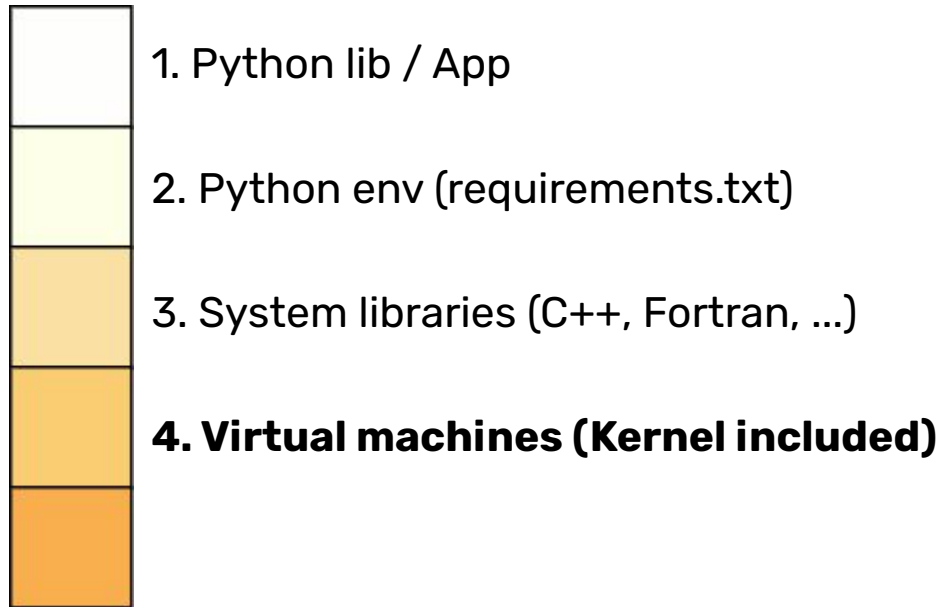 1. Python lib / App
2. Python env (requirements.txt)
3. System libraries (C++, Fortran, ...)
4. Virtual machines (Kernel included)